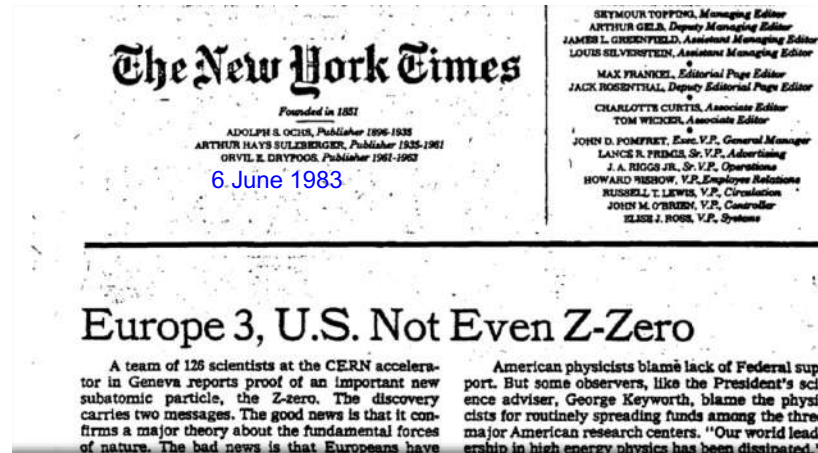 The New York Times
Founded in 1851
ADOLPH S. OCHS, Publisher 1896-1935
ARTHUR HAYS SULZBERGER, Publisher 1935-1961
ORVIL E. DRYFOOS, Publisher 1961-1963
6 June 1983
SEYMOUR TOPPING, Managing Editor
ARTHUR GELB, Deputy Managing Editor
JAMES L. GREENFIELD, Assistant Managing Editor
LOUIS SILVERSTEIN, Assistant Managing Editor
MAX FRANKEL, Editorial Page Editor
JACK ROSENTHAL, Deputy Editorial Page Editor
CHARLOTTE CURTIS, Associate Editor
TOM WICKER, Associate Editor
JOHN D. POMFRET, Exec. V.P., General Manager
LANCE R. PRIMIS, Sr. V.P., Advertising
J. A. RIGGS JR., Sr. V.P., Operations
HOWARD BISHOW, V.P., Employee Relations
RUSSELL T. LEWIS, V.P., Circulation
JOHN M. O'BRIEN, V.P., Controller
ELISE J. ROSS, V.P., Systems
Europe 3, U.S. Not Even Z-Zero
A team of 126 scientists at the CERN accelera-
tor in Geneva reports proof of an important new
subatomic particle, the Z-zero. The discovery
carries two messages. The good news is that it con-
firms a major theory about the fundamental forces
of nature. The bad news is that Europeans have
American physicists blame lack of Federal sup
port. But some observers, like the President's sci
ence adviser, George Keyworth, blame the physi
cists for routinely spreading funds among the three
major American research centers. "Our world lead
ership in high energy physics has been dissipated."